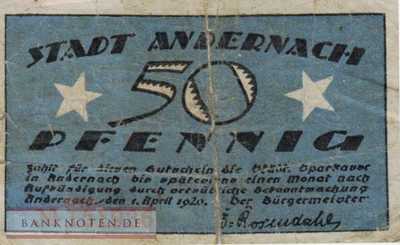 STADT ANDERNACH
50
PFENNIG
Zahlt für diesen Gutschein die Städt. Sparkasse
in Andernach bis spätestens einen Monat nach
Aufkündigung durch ortsübliche Bekanntmachung
Andernach, den 1. April 1920. Der Bürgermeister
Rosendahl
BANKNOTEN.DE